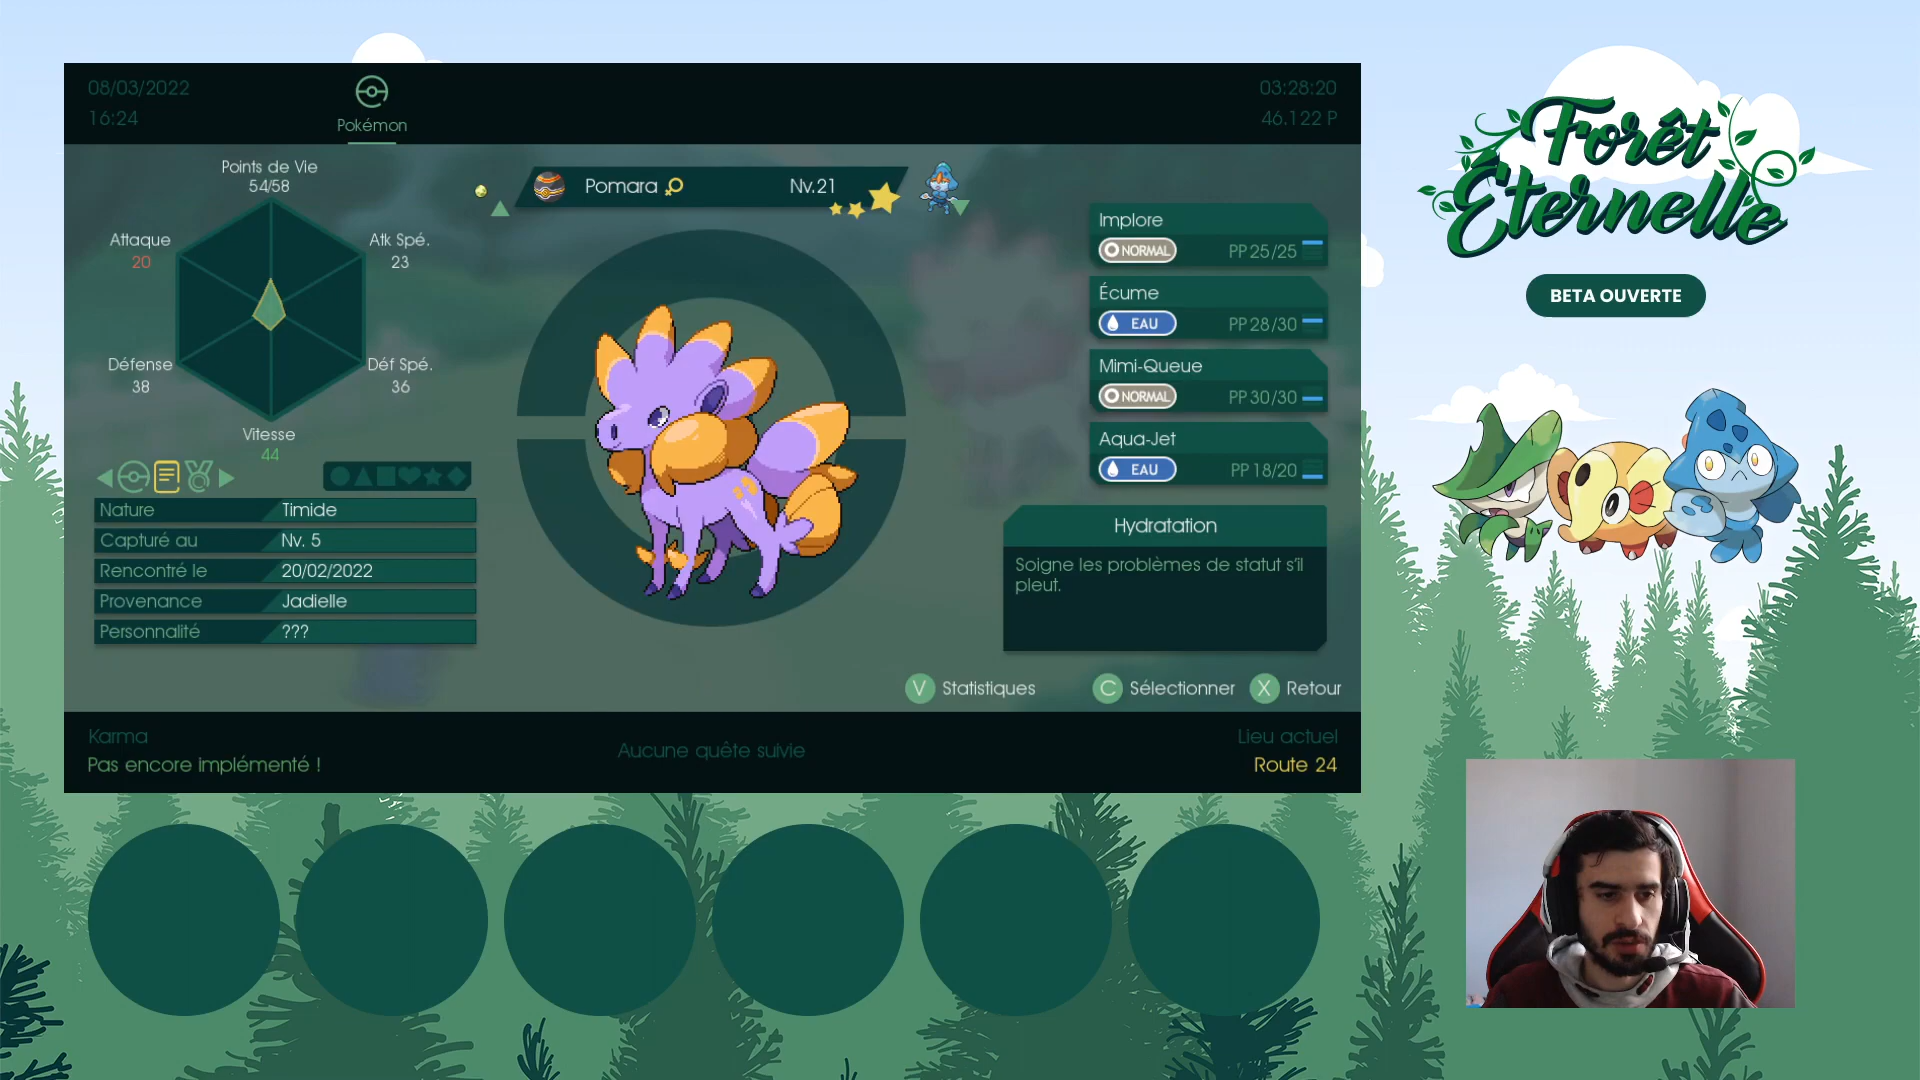 08/03/2022
16:24
Pokémon
03:28:20
46.122 P
Points de Vie
54/58
Attaque
20
Atk Spé.
23
Défense
38
Déf Spé.
36
Vitesse
44
Pomara
Nv.21
Implore
NORMAL
PP 25/25
Écume
EAU
PP 28/30
Mimi-Queue
NORMAL
PP 30/30
Aqua-Jet
EAU
PP 18/20
Nature Timide
Capturé au Nv. 5
Rencontré le 20/02/2022
Provenance Jadielle
Personnalité ???
Hydratation
Soigne les problèmes de statut s'il
pleut.
V Statistiques
C Sélectionner
X Retour
Karma
Pas encore implémenté !
Aucune quête suivie
Lieu actuel
Route 24
Forêt
Éternelle
BETA OUVERTE